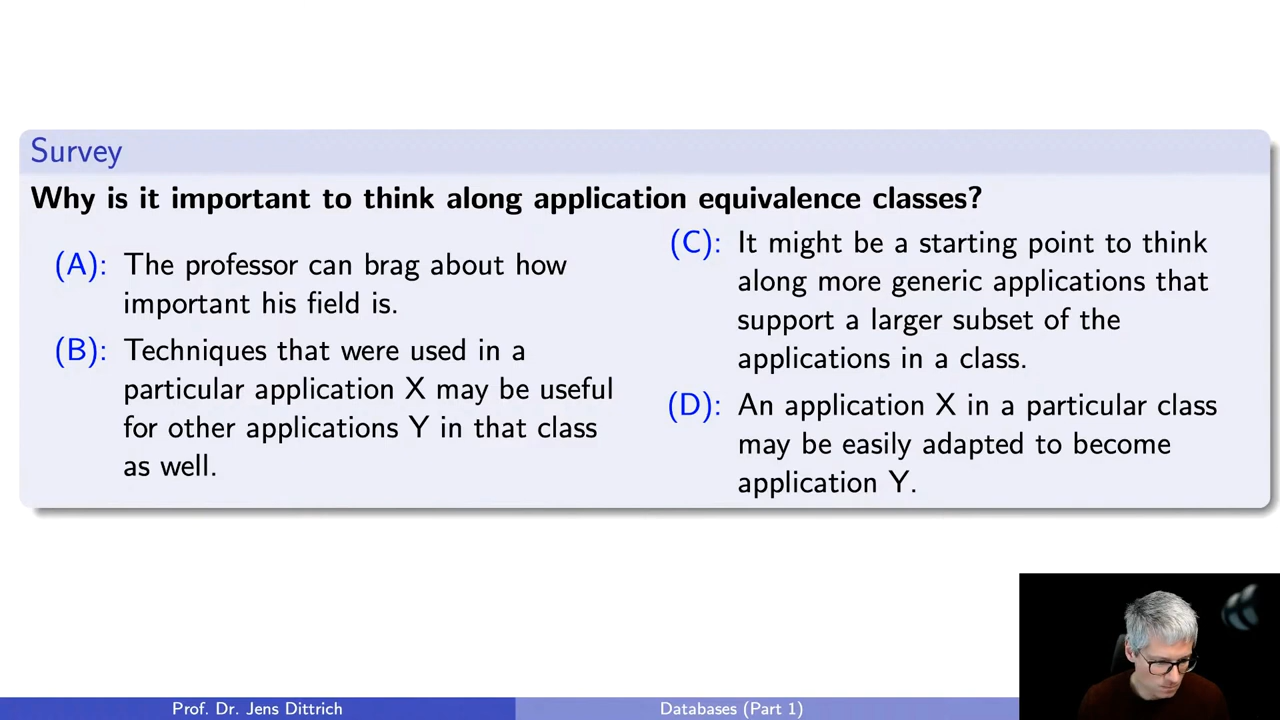 Survey
Why is it important to think along application equivalence classes?
(A): The professor can brag about how
important his field is.
(B): Techniques that were used in a
particular application X may be useful
for other applications Y in that class
as well.
(C): It might be a starting point to think
along more generic applications that
support a larger subset of the
applications in a class.
(D): An application X in a particular class
may be easily adapted to become
application Y.
Prof. Dr. Jens Dittrich
Databases (Part 1)